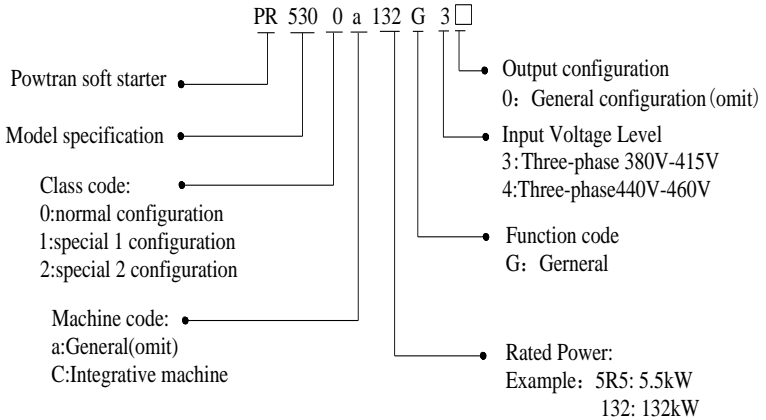 PR 530 0 a 132 G 3
Powtran soft starter
Model specification
Class code:
0:normal configuration
1:special 1 configuration
2:special 2 configuration
Machine code:
a:General(omit)
C:Integrative machine
Output configuration
0：General configuration（omit）
Input Voltage Level
3:Three-phase 380V-415V
4:Three-phase440V-460V
Function code
G：Gerneral
Rated Power:
Example：5R5: 5.5kW
132: 132kW